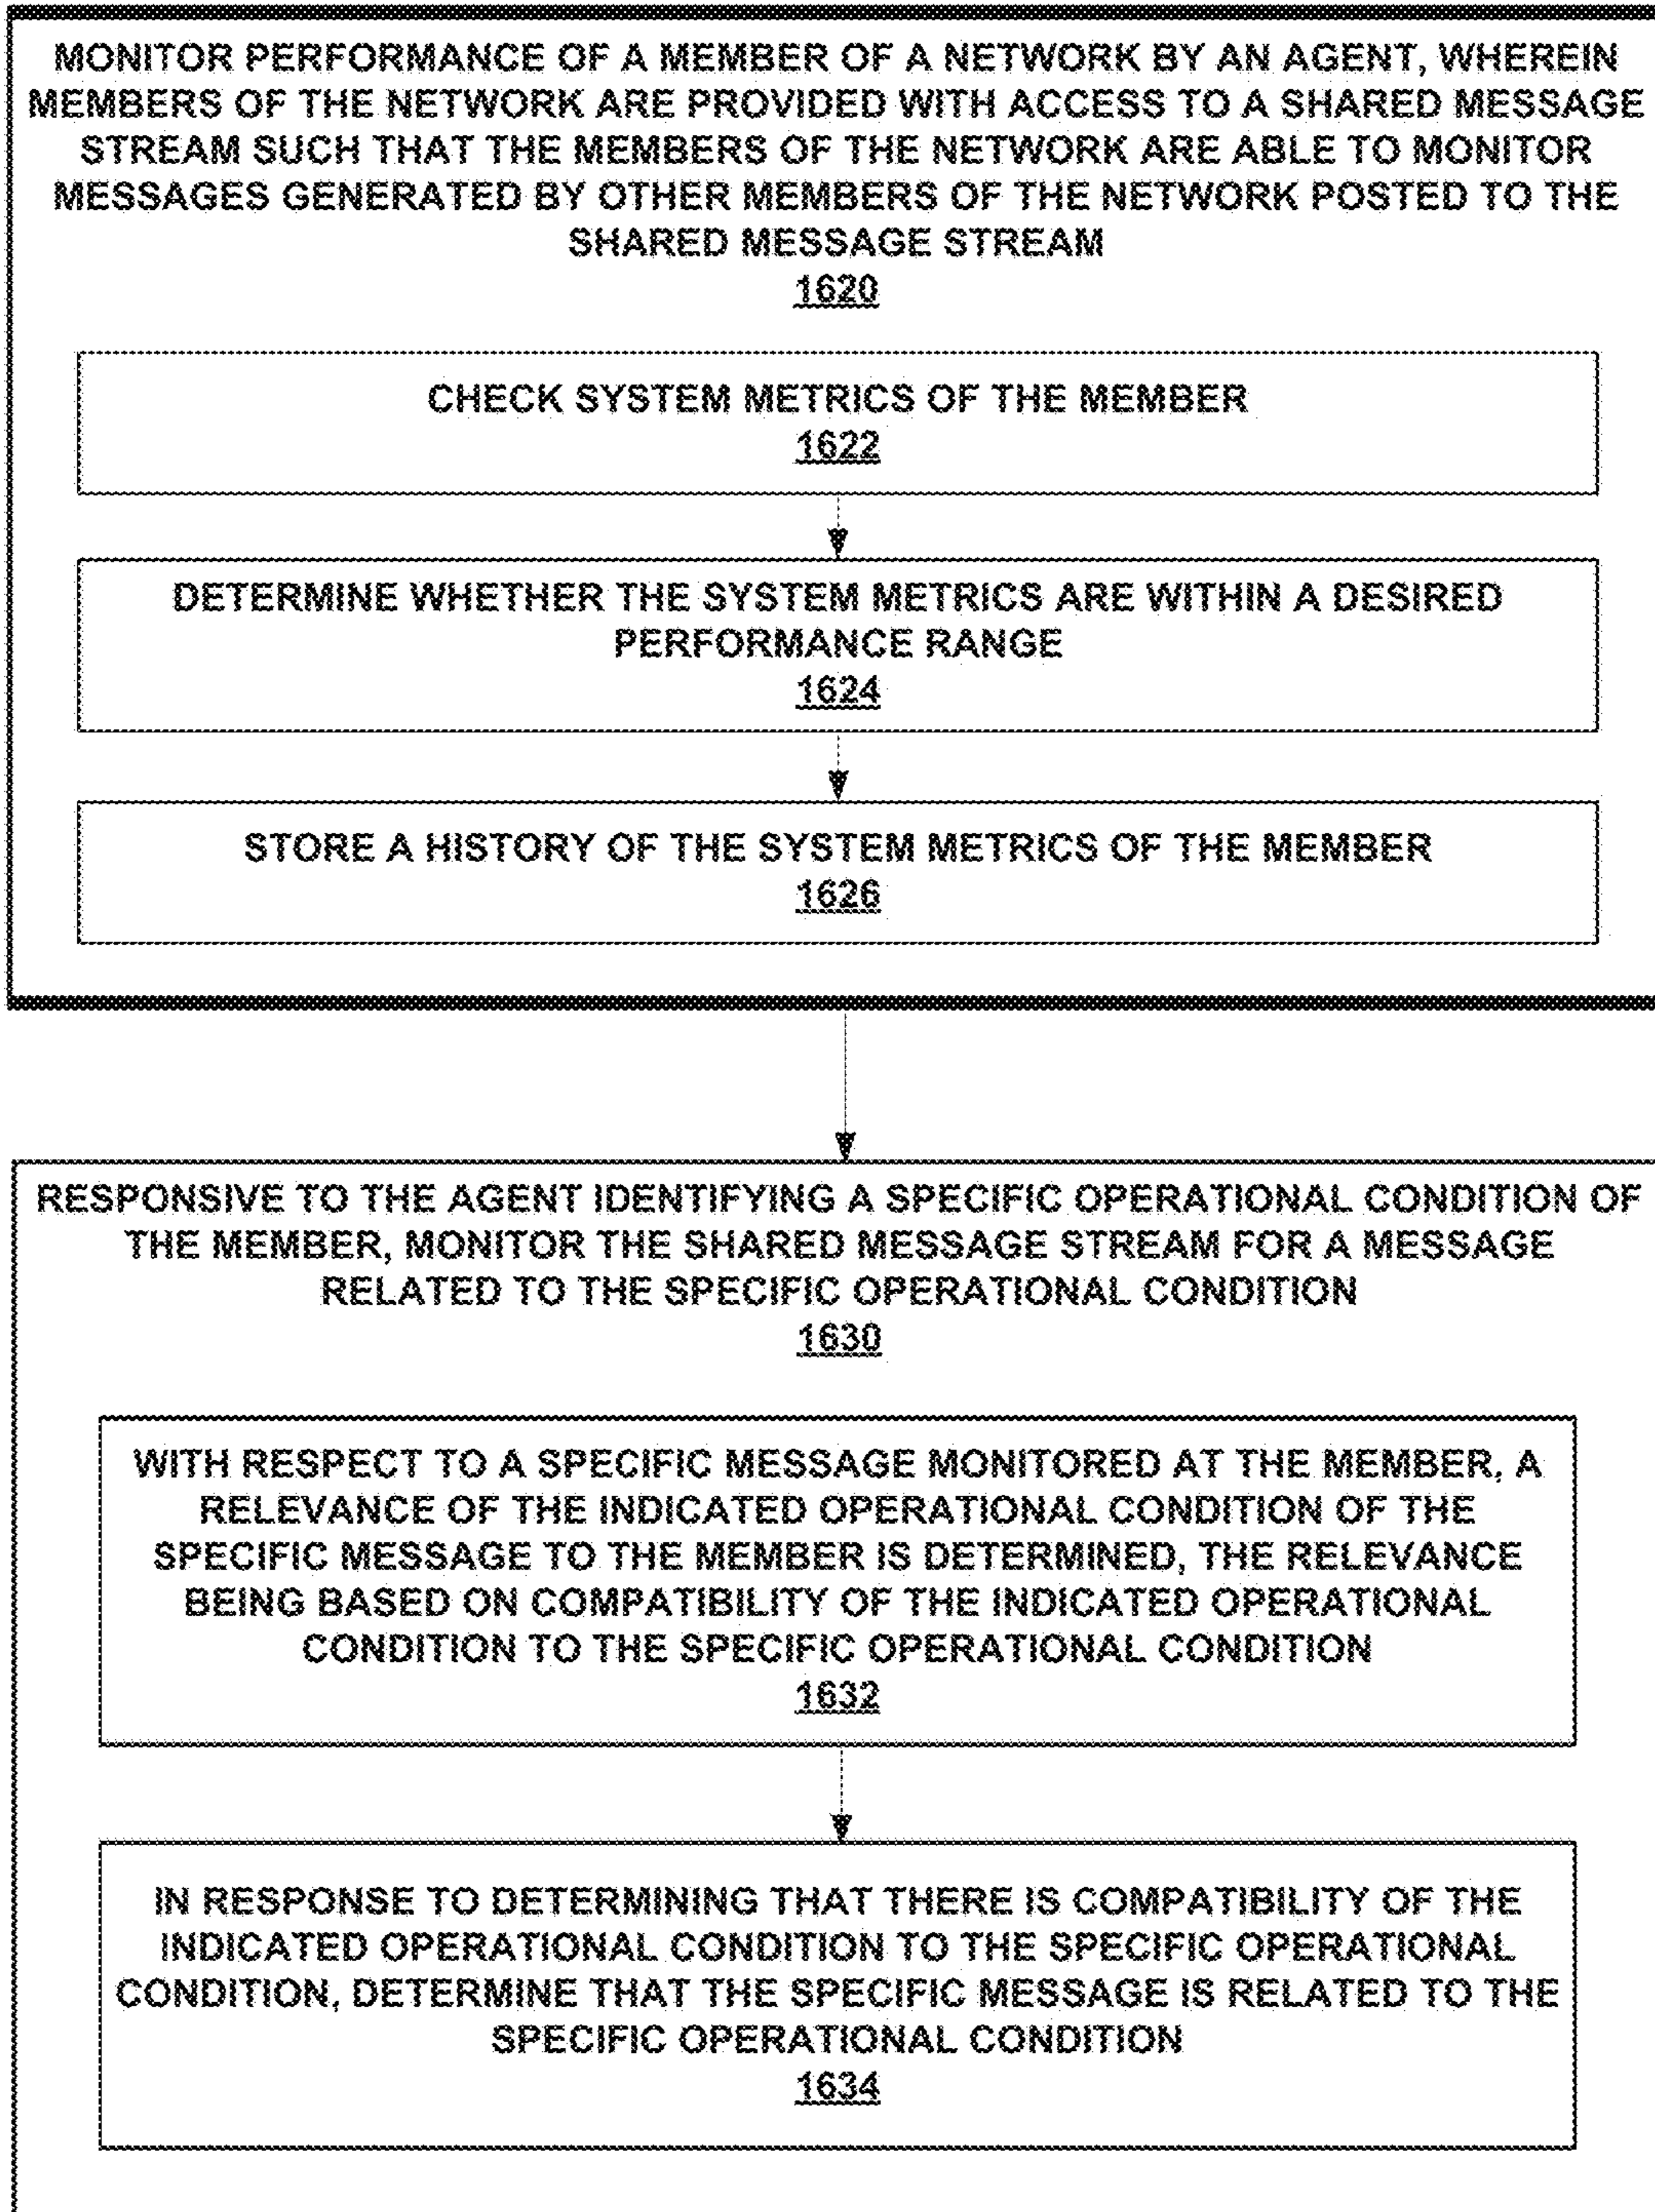 MONITOR PERFORMANCE OF A MEMBER OF A NETWORK BY AN AGENT, WHEREIN
MEMBERS OF THE NETWORK ARE PROVIDED WITH ACCESS TO A SHARED MESSAGE
STREAM SUCH THAT THE MEMBERS OF THE NETWORK ARE ABLE TO MONITOR
MESSAGES GENERATED BY OTHER MEMBERS OF THE NETWORK POSTED TO THE
SHARED MESSAGE STREAM
1620
CHECK SYSTEM METRICS OF THE MEMBER
1622
DETERMINE WHETHER THE SYSTEM METRICS ARE WITHIN A DESIRED
PERFORMANCE RANGE
1624
STORE A HISTORY OF THE SYSTEM METRICS OF THE MEMBER
1626
RESPONSIVE TO THE AGENT IDENTIFYING A SPECIFIC OPERATIONAL CONDITION OF
THE MEMBER, MONITOR THE SHARED MESSAGE STREAM FOR A MESSAGE
RELATED TO THE SPECIFIC OPERATIONAL CONDITION
1630
WITH RESPECT TO A SPECIFIC MESSAGE MONITORED AT THE MEMBER, A
RELEVANCE OF THE INDICATED OPERATIONAL CONDITION OF THE
SPECIFIC MESSAGE TO THE MEMBER IS DETERMINED, THE RELEVANCE
BEING BASED ON COMPATIBILITY OF THE INDICATED OPERATIONAL
CONDITION TO THE SPECIFIC OPERATIONAL CONDITION
1632
IN RESPONSE TO DETERMINING THAT THERE IS COMPATIBILITY OF THE
INDICATED OPERATIONAL CONDITION TO THE SPECIFIC OPERATIONAL
CONDITION, DETERMINE THAT THE SPECIFIC MESSAGE IS RELATED TO THE
SPECIFIC OPERATIONAL CONDITION
1634